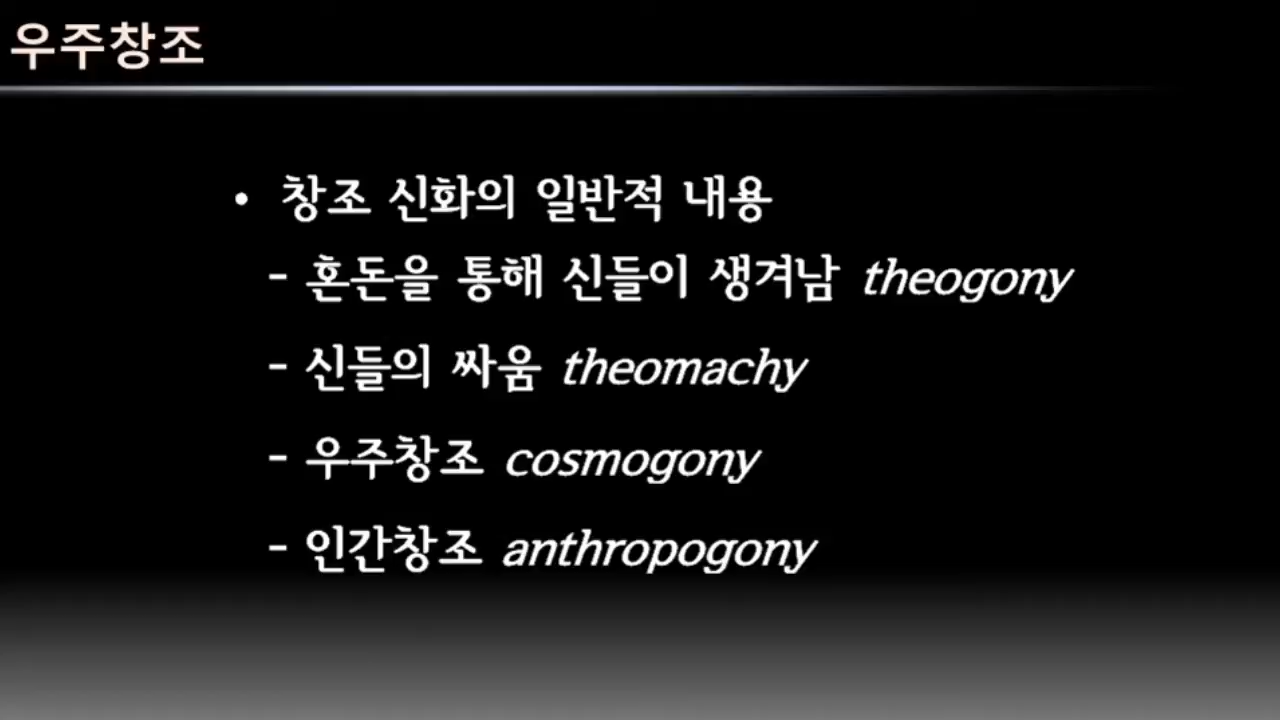 우주창조
• 창조 신화의 일반적 내용
- 혼돈을 통해 신들이 생겨남 theogony
- 신들의 싸움 theomachy
- 우주창조 cosmogony
- 인간창조 anthropogony